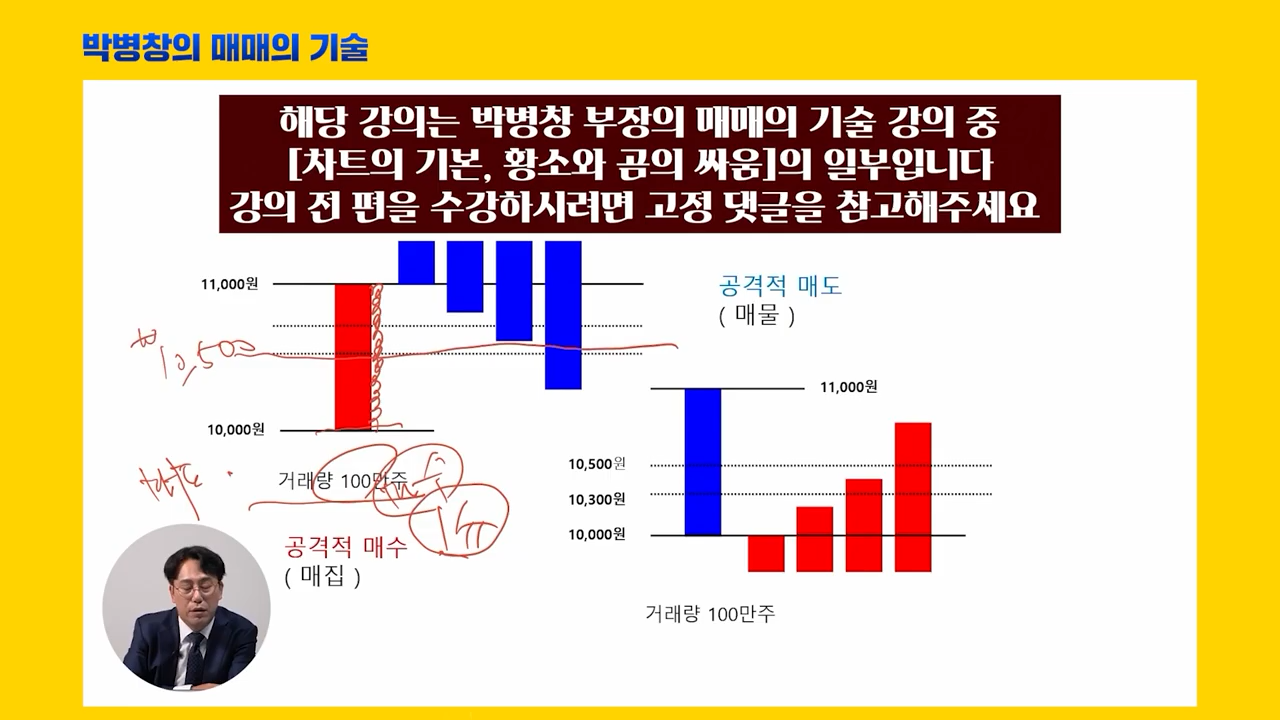 박병창의 매매의 기술
해당 강의는 박병창 부장의 매매의 기술 강의 중
[차트의 기본, 황소와 곰의 싸움]의 일부입니다
강의 전 편을 수강하시려면 고정 댓글을 참고해주세요
11,000원
₩10,500
10,000원
거래량 100만주
공격적 매수
( 매집 )
공격적 매도
( 매물 )
11,000원
10,500원
10,300원
10,000원
거래량 100만주